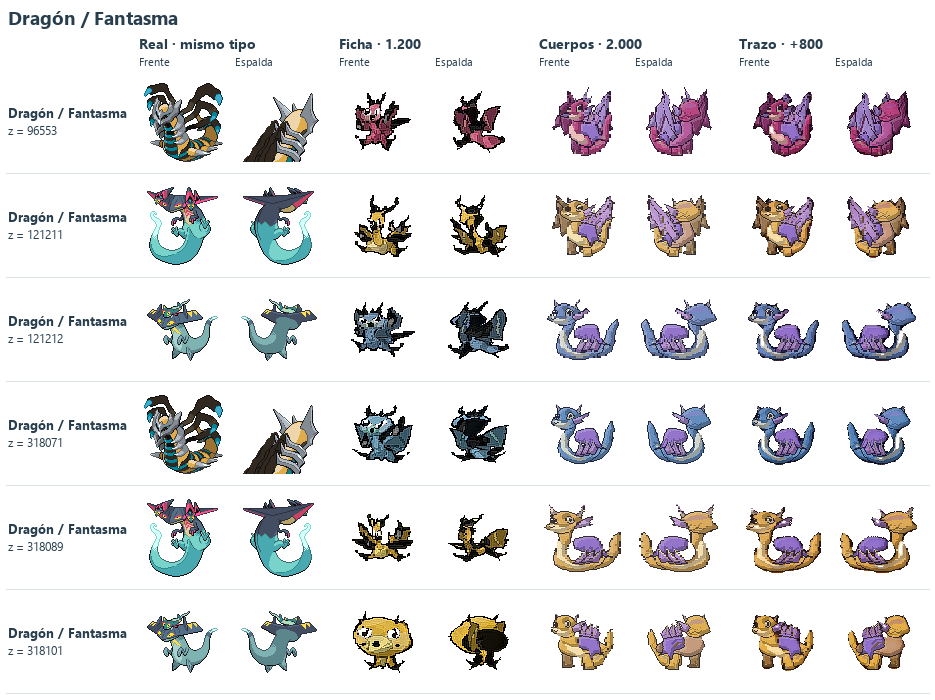 Dragón / Fantasma
Real · mismo tipo Ficha · 1.200 Cuerpos · 2.000 Trazo · +800
Frente Espalda Frente Espalda Frente Espalda Frente Espalda
Dragón / Fantasma
z = 96553
Dragón / Fantasma
z = 121211
Dragón / Fantasma
z = 121212
Dragón / Fantasma
z = 318071
Dragón / Fantasma
z = 318089
Dragón / Fantasma
z = 318101